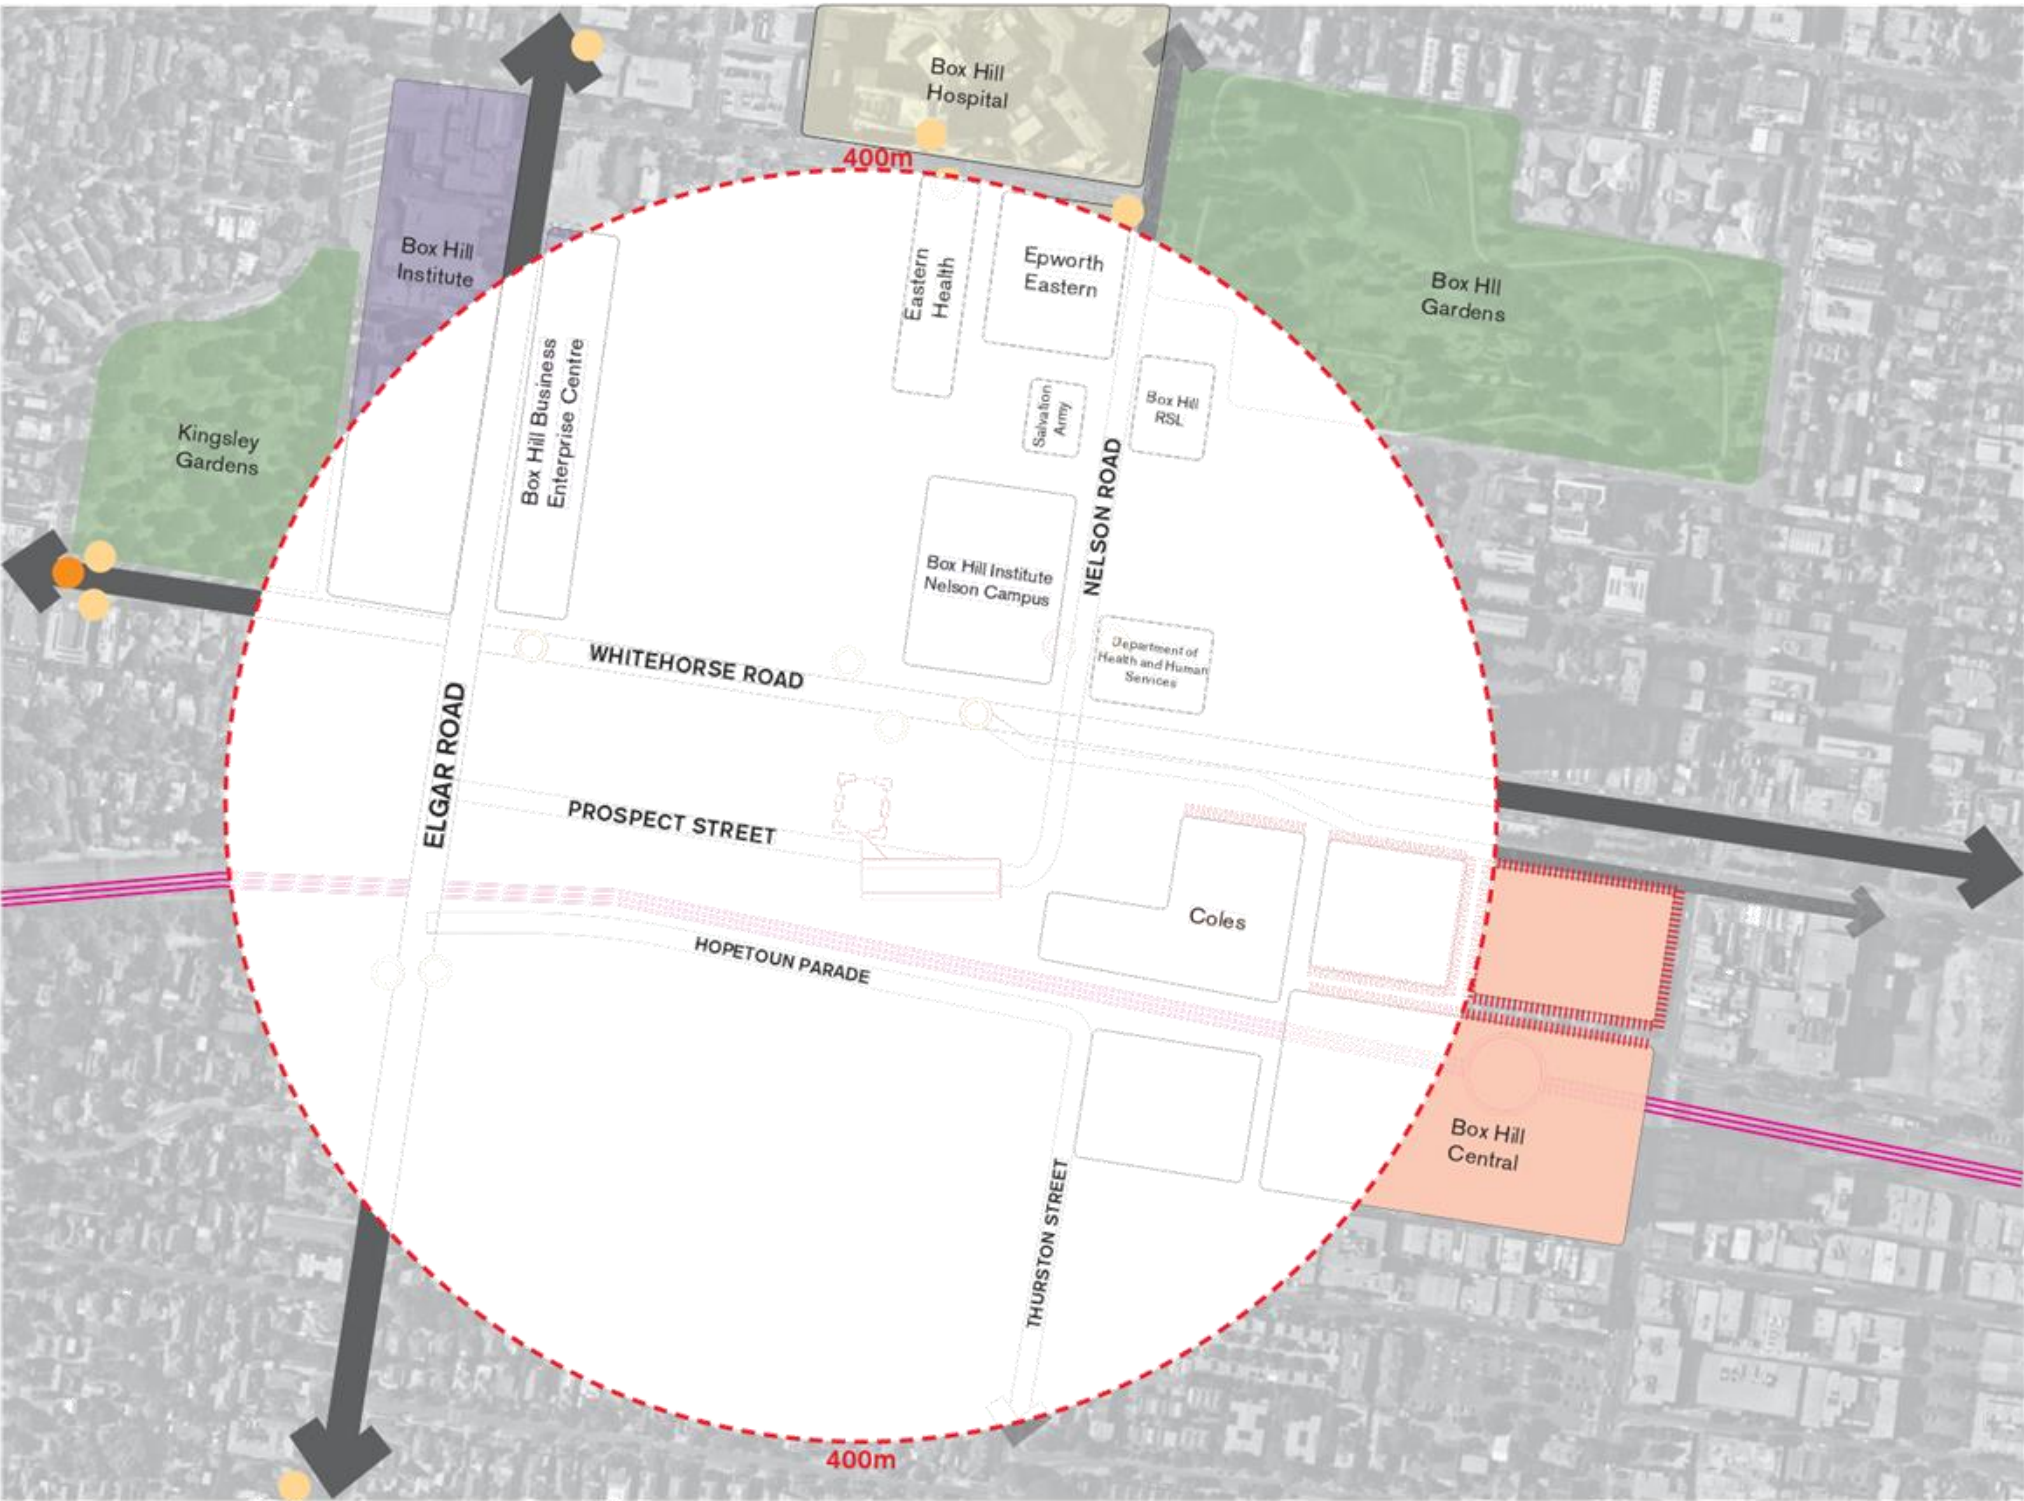 Box Hill
Hospital
400m
Box Hill
Institute
Eastern
Health
Epworth
Eastern
Box HIl
Gardens
Box Hill Business
Enterprise Centre
Salvation
Army
Box Hill
RSL
Kingsley
Gardens
NELSON ROAD
Box Hill Institute
Nelson Campus
Department of
Health and Human
Services
WHITEHORSE ROAD
ELGAR ROAD
PROSPECT STREET
Coles
HOPETOUN PARADE
Box Hill
Central
THURSTON STREET
400m